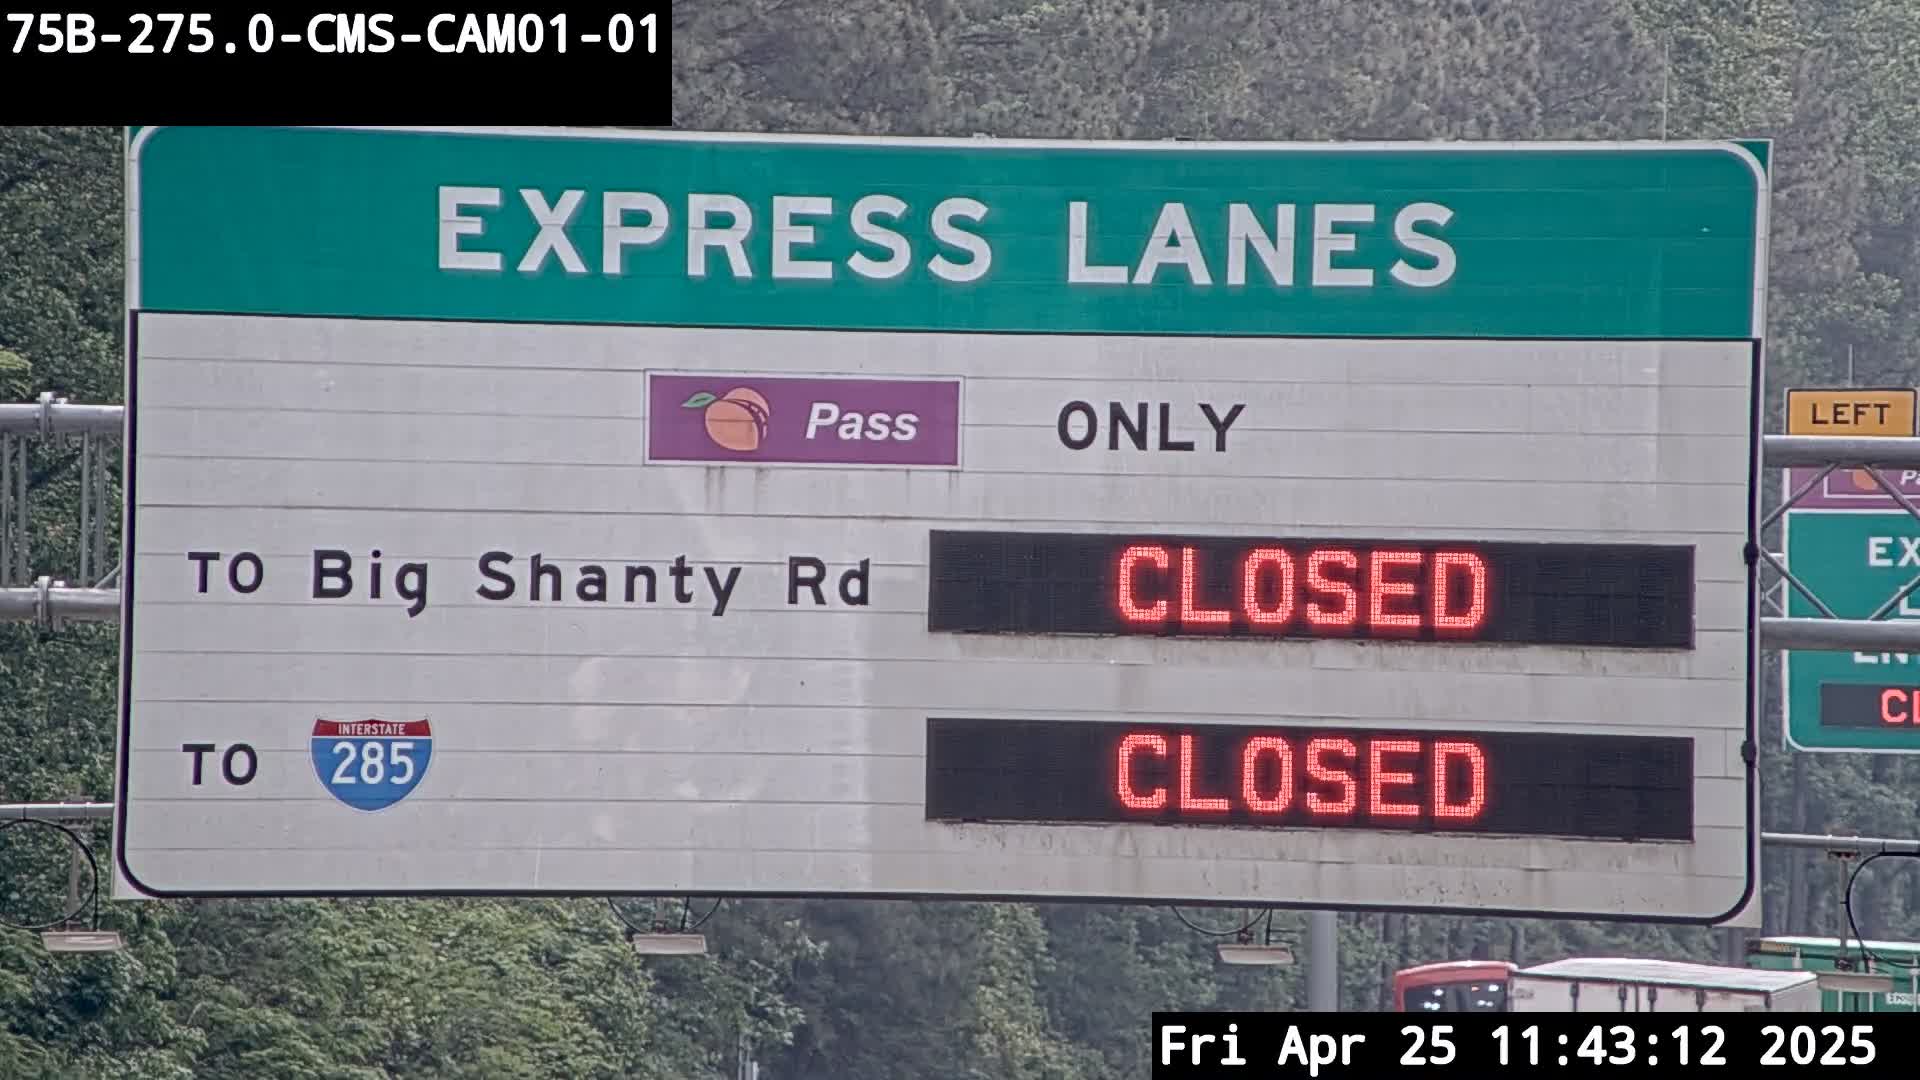 75B-275.0-CMS-CAM01-01
EXPRESS LANES
Pass ONLY
TO Big Shanty Rd CLOSED
TO INTERSTATE 285 CLOSED
LEFT
Fri Apr 25 11:43:12 2025